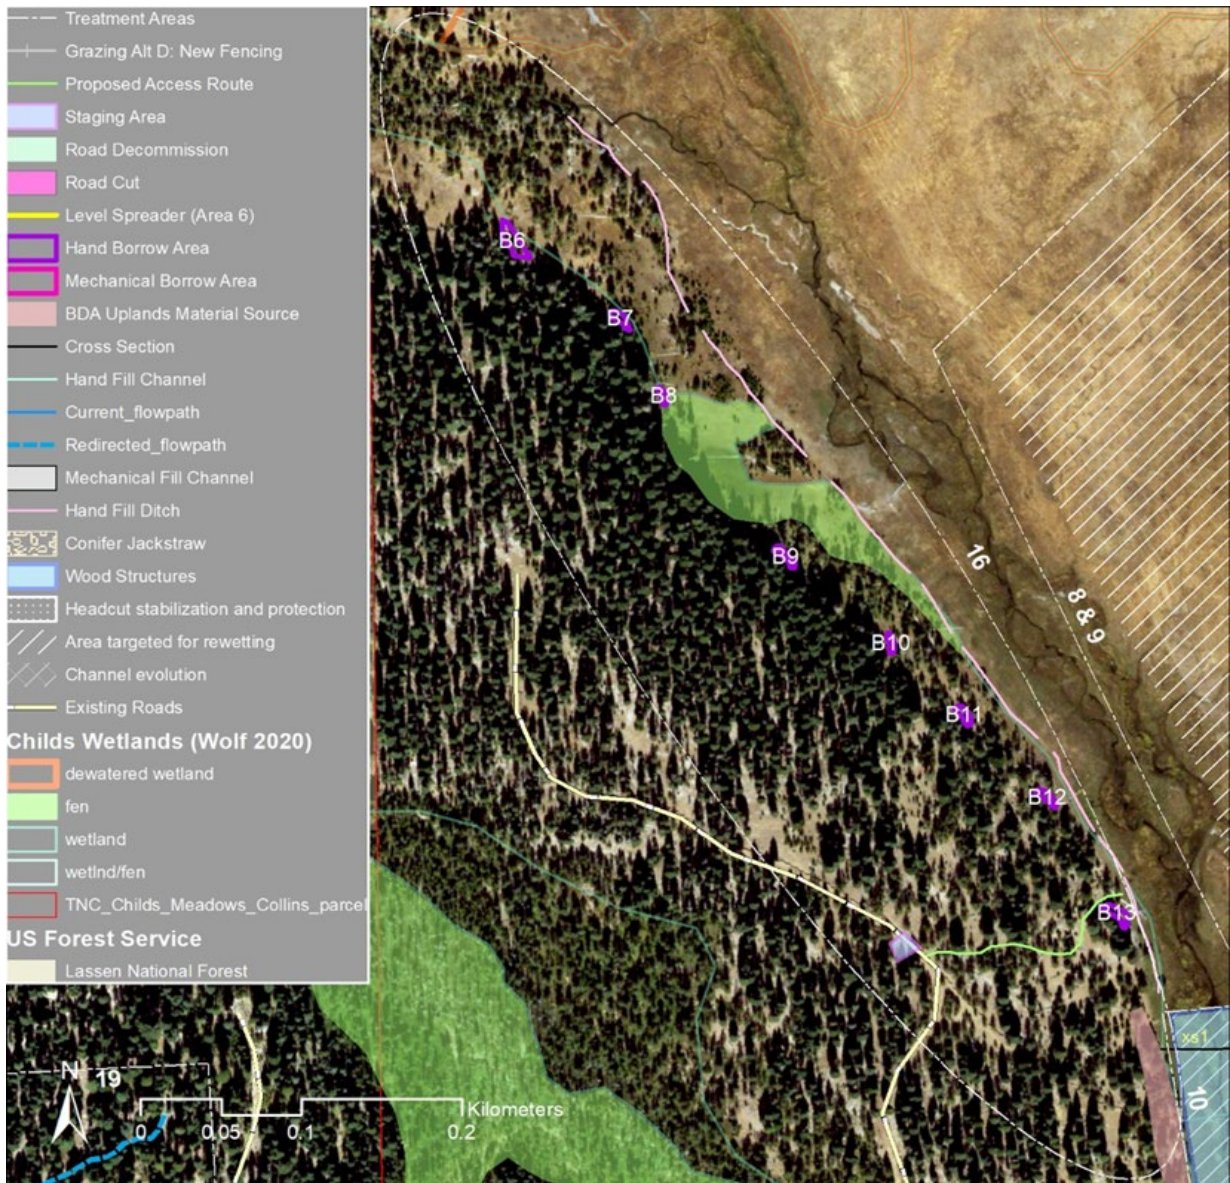 Treatment Areas
Grazing Alt D: New Fencing
Proposed Access Route
Staging Area
Road Decommission
Road Cut
Level Spreader (Area 6)
Hand Borrow Area
Mechanical Borrow Area
BDA Uplands Material Source
Cross Section
Hand Fill Channel
Current_flowpath
Redirected_flowpath
Mechanical Fill Channel
Hand Fill Ditch
Conifer Jackstraw
Wood Structures
Headcut stabilization and protection
Area targeted for rewetting
Channel evolution
Existing Roads
Childs Wetlands (Wolf 2020)
dewatered wetland
fen
wetland
wetlnd/fen
TNC_Childs_Meadows_Collins_parcel
US Forest Service
Lassen National Forest
B6
B7
B8
B9
16
8 & 9
B10
B11
B12
B13
xs1
10
N
19
Kilometers
0 0.05 0.1 0.2